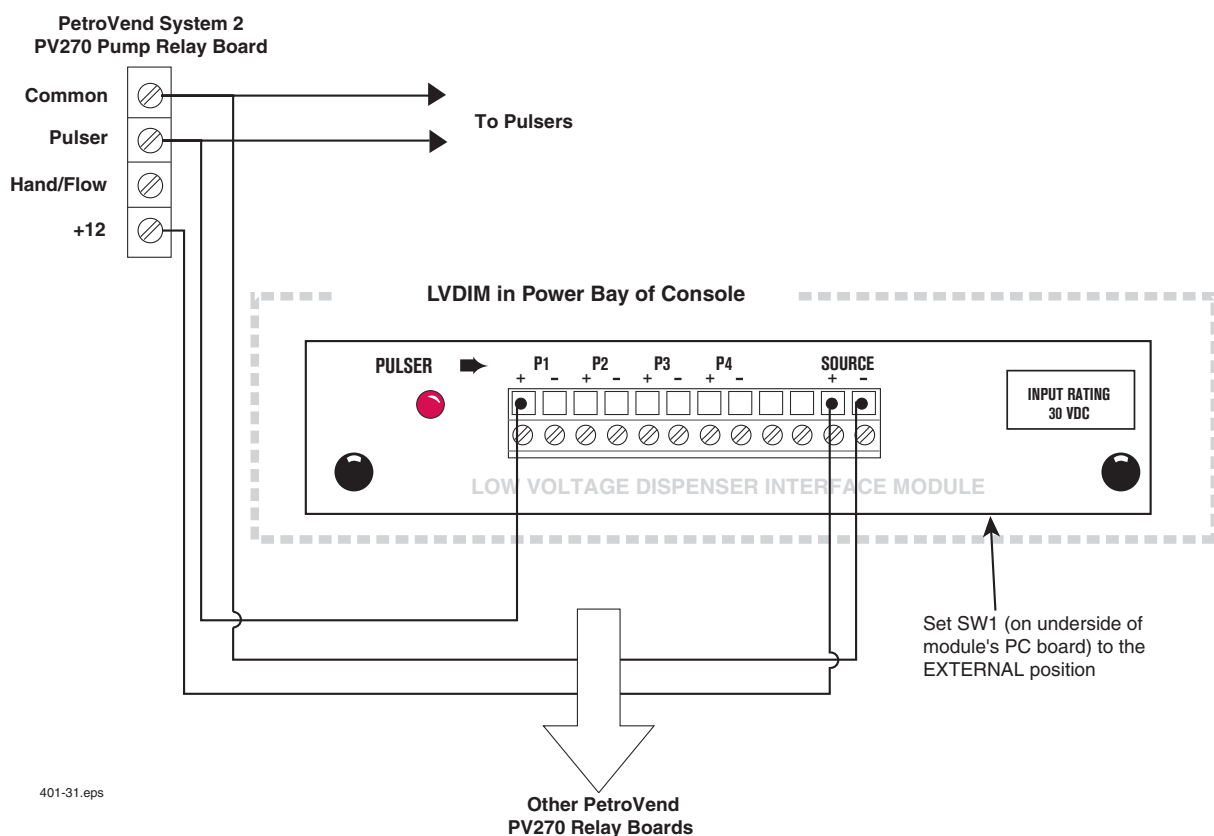 PetroVend System 2
PV270 Pump Relay Board
Common
Pulser
Hand/Flow
+12
To Pulsers
LVDIM in Power Bay of Console
PULSER
P1 P2 P3 P4 SOURCE
+ - + - + - + - + -
INPUT RATING
30 VDC
LOW VOLTAGE DISPENSER INTERFACE MODULE
Set SW1 (on underside of
module's PC board) to the
EXTERNAL position
401-31.eps
Other PetroVend
PV270 Relay Boards